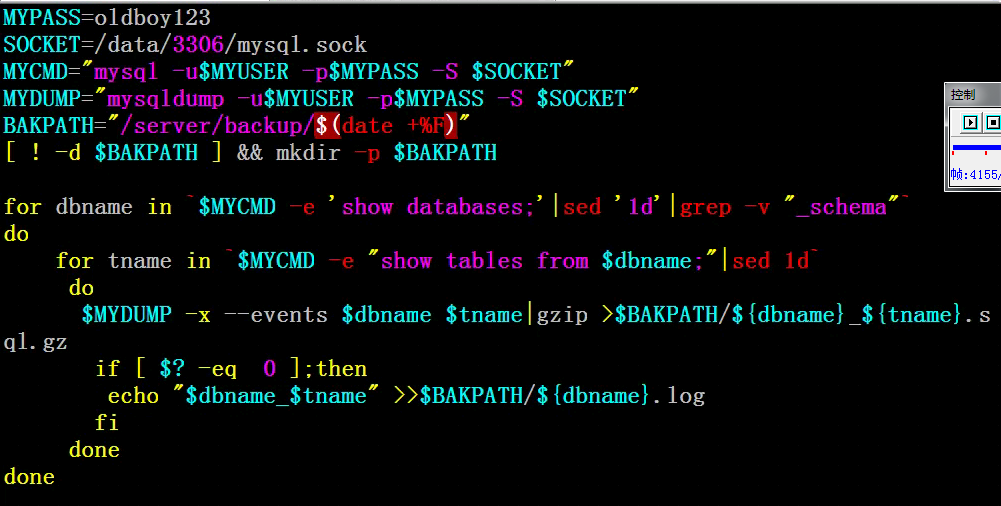 MYPASS=oldboy123
SOCKET=/data/3306/mysql.sock
MYCMD="mysql -u$MYUSER -p$MYPASS -S $SOCKET"
MYDUMP="mysqldump -u$MYUSER -p$MYPASS -S $SOCKET"
BAKPATH="/server/backup/$(date +%F)"
[ ! -d $BAKPATH ] && mkdir -p $BAKPATH
for dbname in `$MYCMD -e 'show databases;'|sed '1d'|grep -v "_schema"`
do
    for tname in `$MYCMD -e "show tables from $dbname;"|sed 1d`
     do
      $MYDUMP -x --events $dbname $tname|gzip >$BAKPATH/${dbname}_${tname}.s
ql.gz
       if [ $? -eq  0 ];then
        echo "$dbname_$tname" >>$BAKPATH/${dbname}.log
       fi
     done
done
控制
帧:4155/